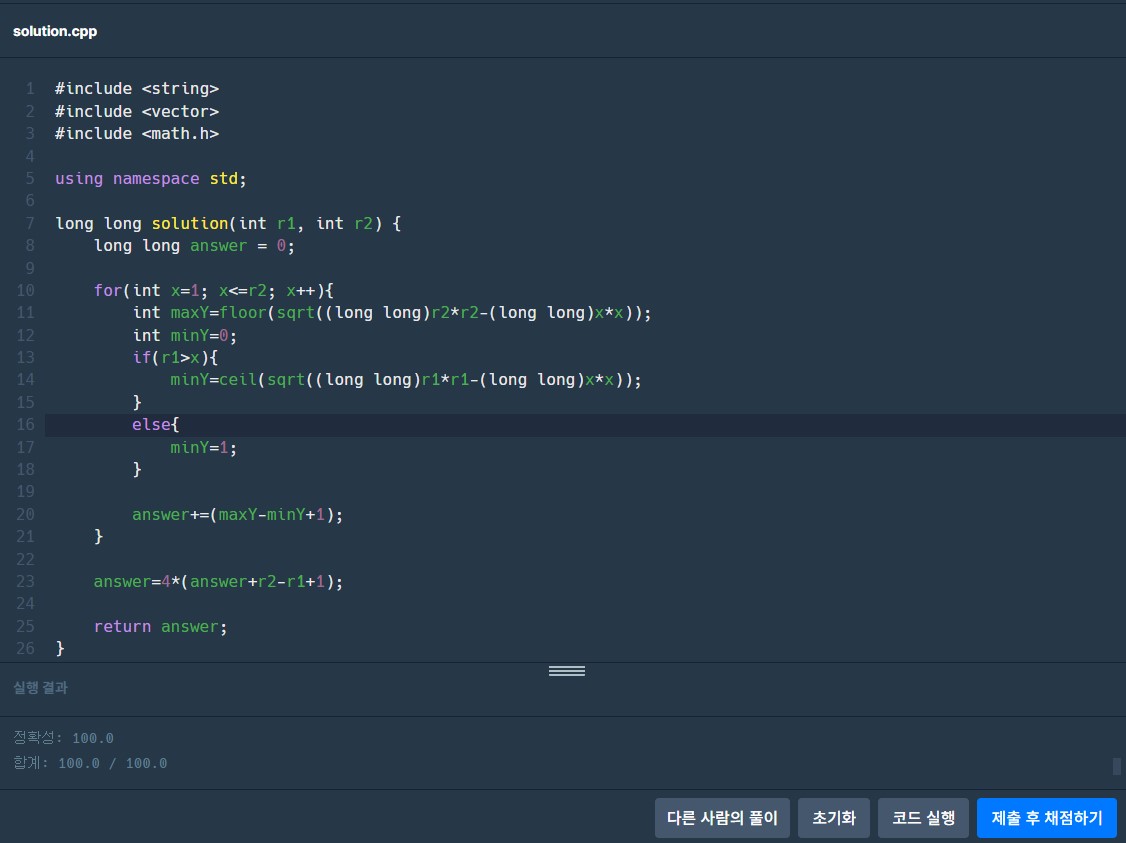 solution.cpp
1 #include <string>
2 #include <vector>
3 #include <math.h>
4
5 using namespace std;
6
7 long long solution(int r1, int r2) {
8     long long answer = 0;
9
10     for(int x=1; x<=r2; x++){
11         int maxY=floor(sqrt((long long)r2*r2-(long long)x*x));
12         int minY=0;
13         if(r1>x){
14             minY=ceil(sqrt((long long)r1*r1-(long long)x*x));
15         }
16         else{
17             minY=1;
18         }
19
20         answer+=(maxY-minY+1);
21     }
22
23     answer=4*(answer+r2-r1+1);
24
25     return answer;
26 }
실행 결과
정확성: 100.0
합계: 100.0 / 100.0
다른 사람의 풀이 초기화 코드 실행 제출 후 채점하기